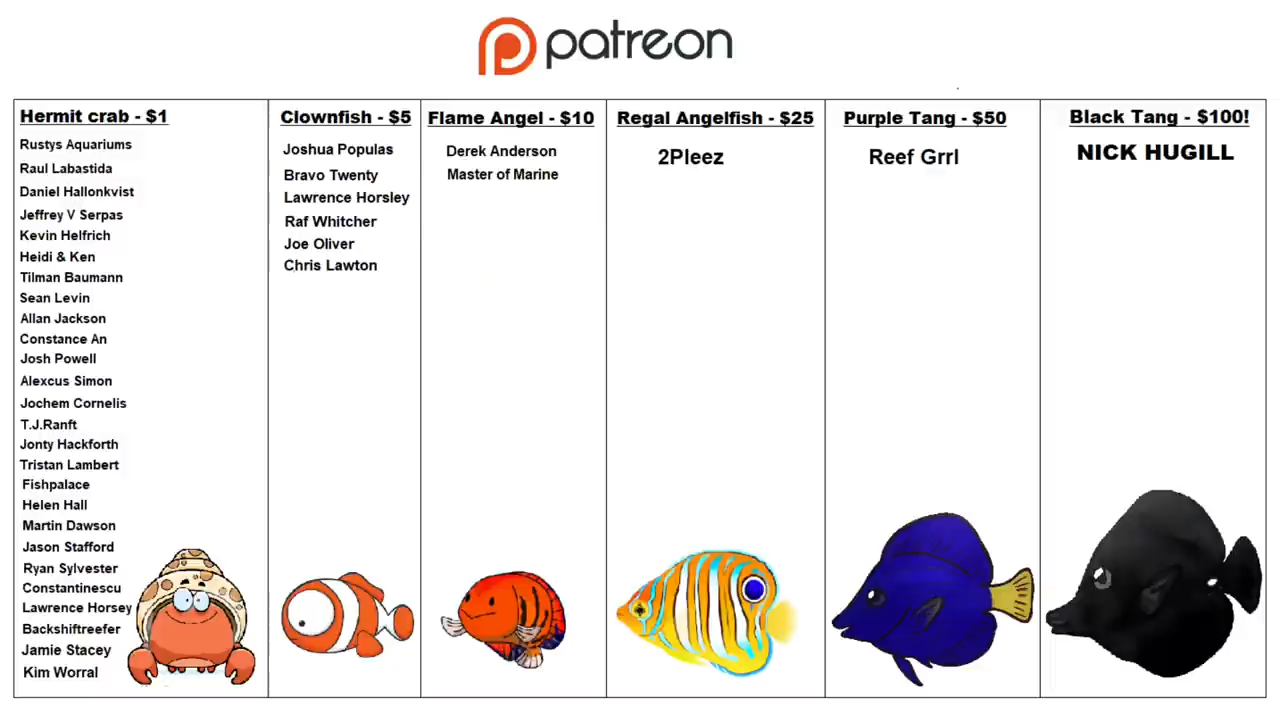 patreon
Hermit crab - $1
Rustys Aquariums
Raul Labastida
Daniel Hallonkvist
Jeffrey V Serpas
Kevin Helfrich
Heidi & Ken
Tilman Baumann
Sean Levin
Allan Jackson
Constance An
Josh Powell
Alexcus Simon
Jochem Cornelis
T.J.Ranft
Jonty Hackforth
Tristan Lambert
Fishpalace
Helen Hall
Martin Dawson
Jason Stafford
Ryan Sylvester
Constantinescu
Lawrence Horsey
Backshiftreefer
Jamie Stacey
Kim Worral
Clownfish - $5
Joshua Populas
Bravo Twenty
Lawrence Horsley
Raf Whitcher
Joe Oliver
Chris Lawton
Flame Angel - $10
Derek Anderson
Master of Marine
Regal Angelfish - $25
2Pleez
Purple Tang - $50
Reef Grrl
Black Tang - $100!
NICK HUGILL